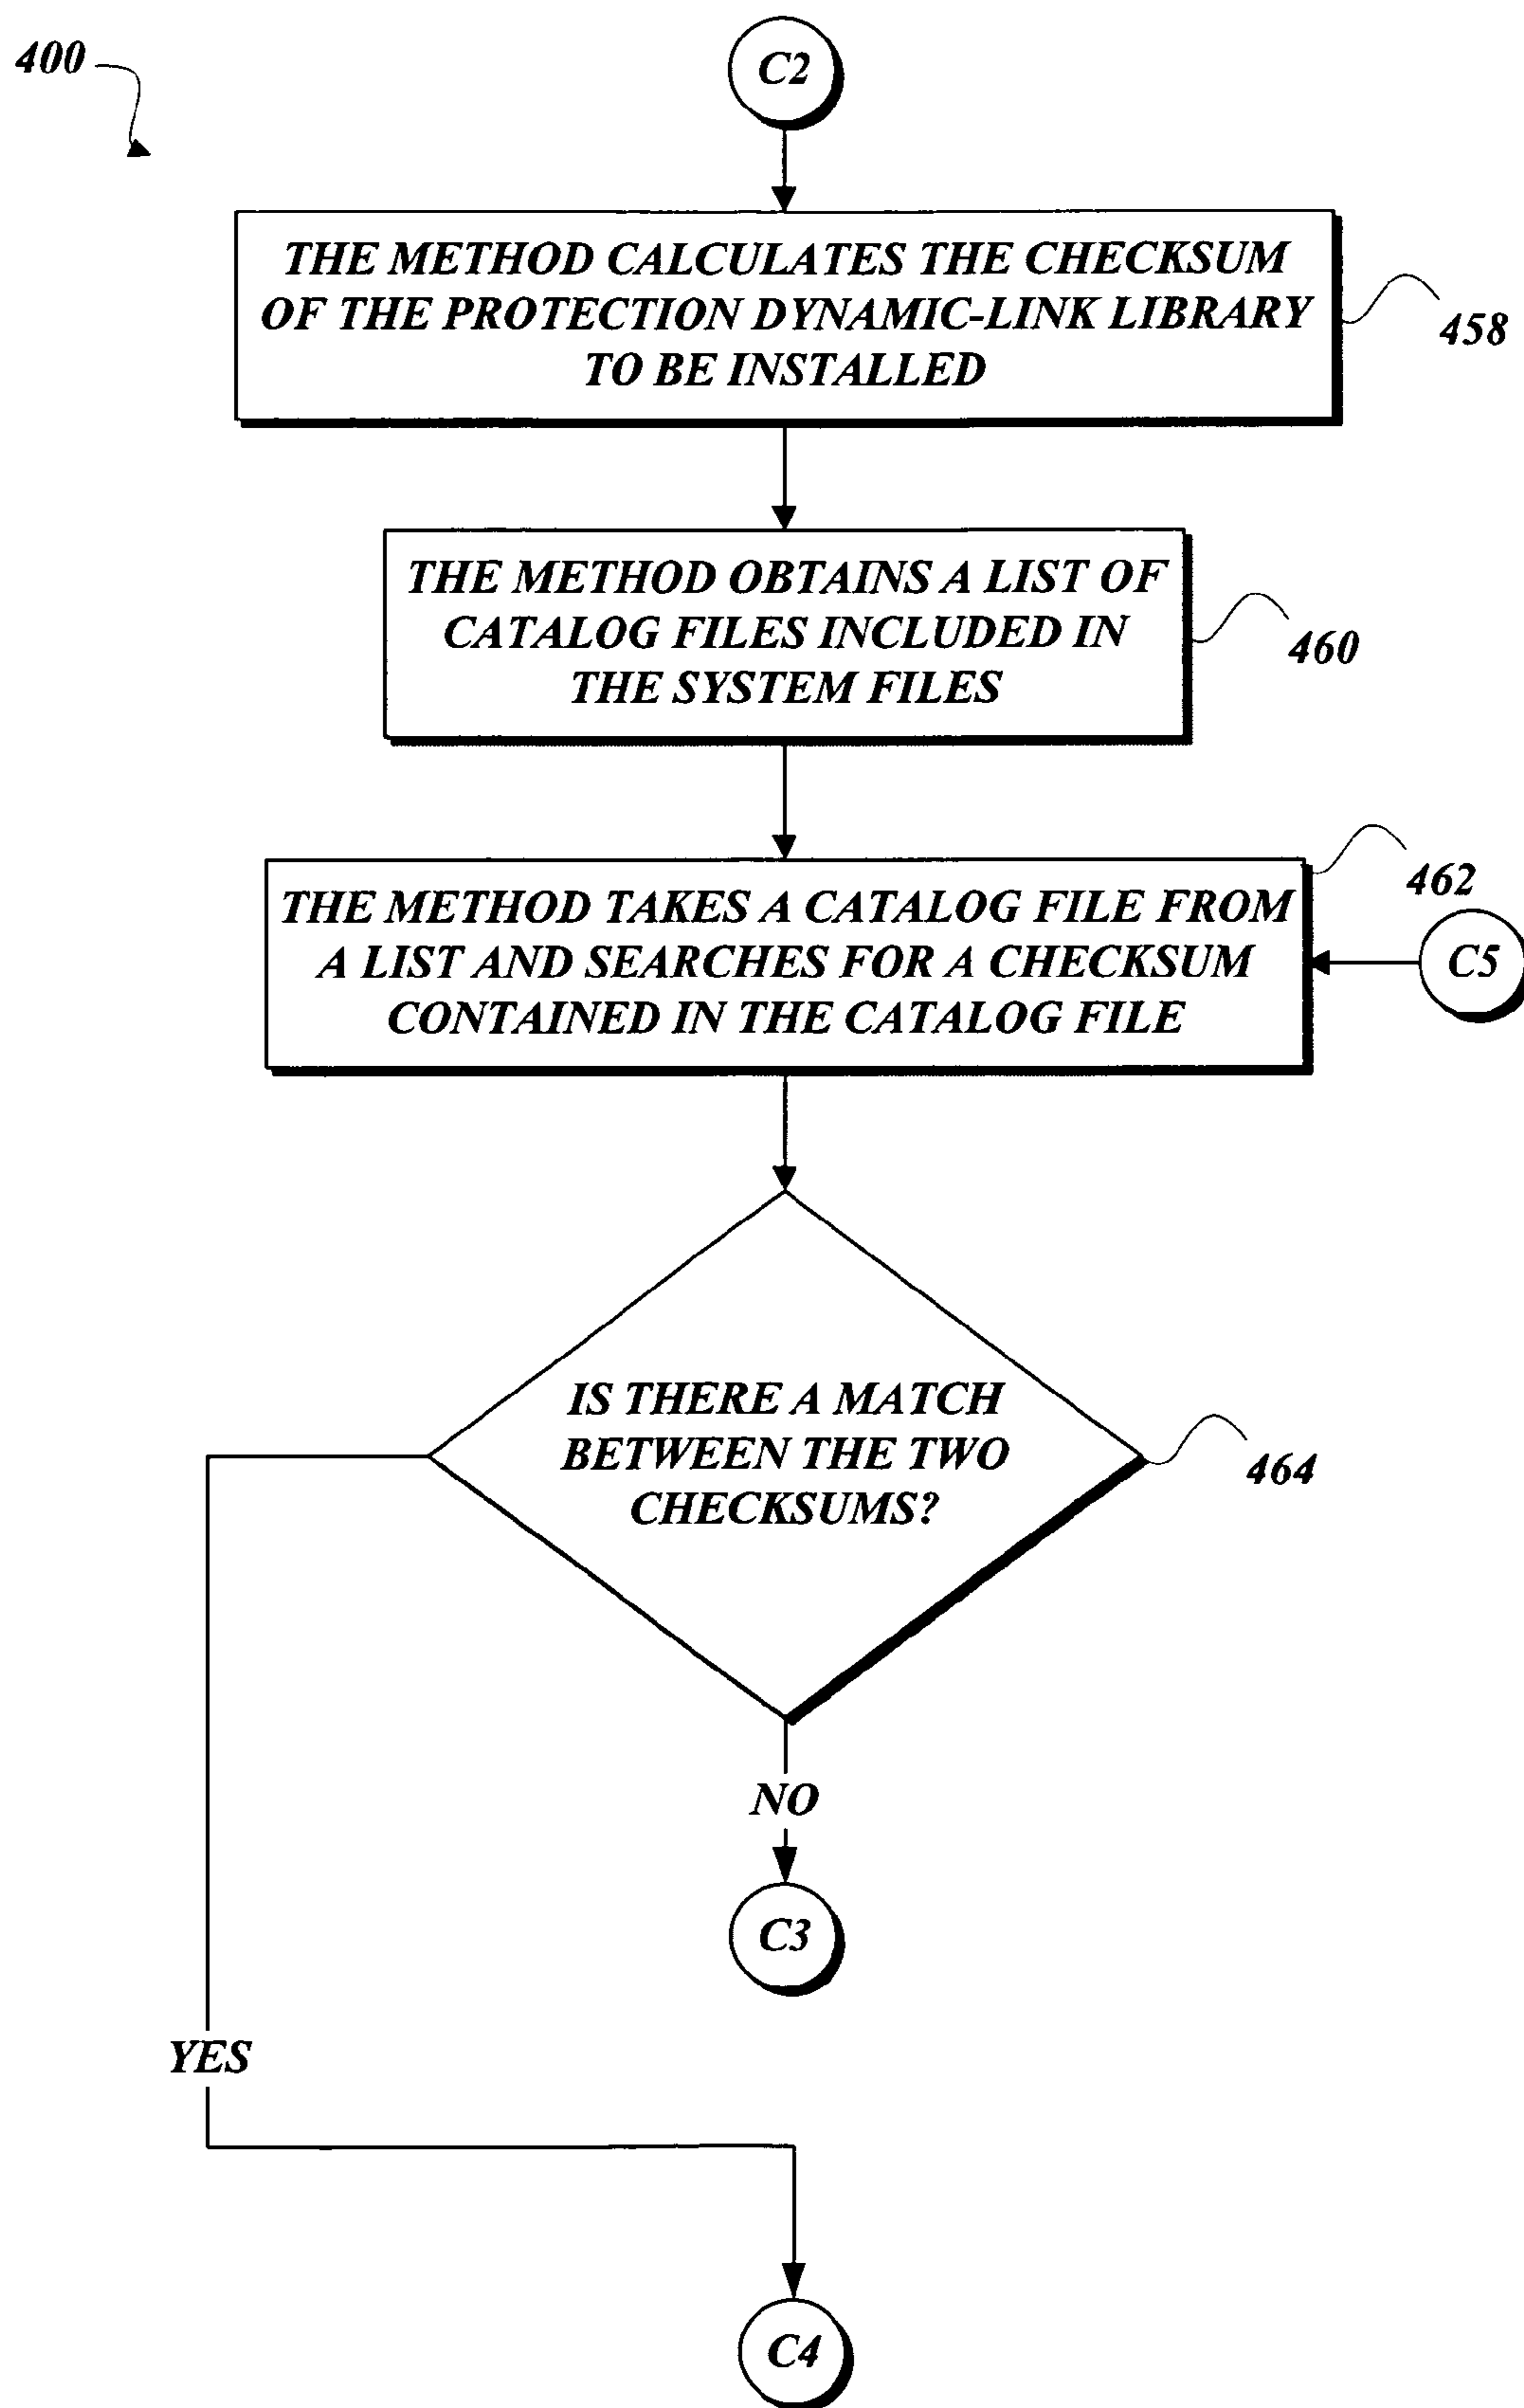 400
C2
THE METHOD CALCULATES THE CHECKSUM
OF THE PROTECTION DYNAMIC-LINK LIBRARY
TO BE INSTALLED
458
THE METHOD OBTAINS A LIST OF
CATALOG FILES INCLUDED IN
THE SYSTEM FILES
460
THE METHOD TAKES A CATALOG FILE FROM
A LIST AND SEARCHES FOR A CHECKSUM
CONTAINED IN THE CATALOG FILE
462
C5
IS THERE A MATCH
BETWEEN THE TWO
CHECKSUMS?
464
NO
C3
YES
C4